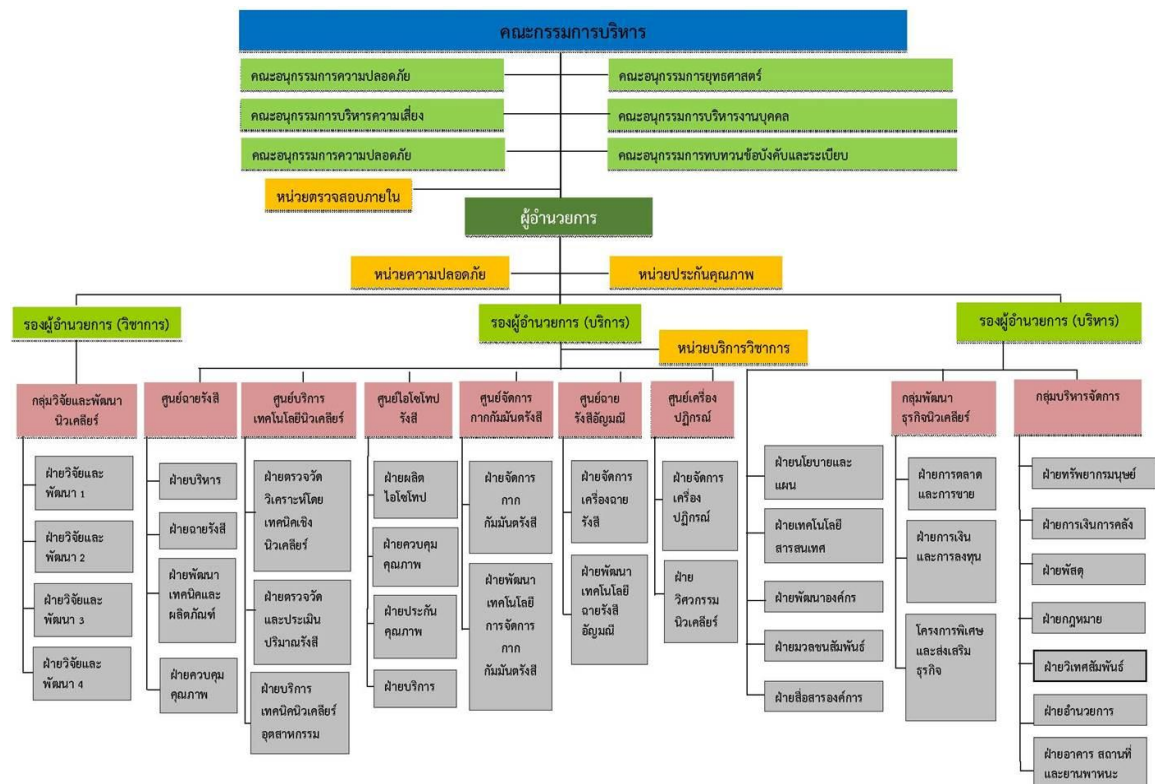 คณะกรรมการบริหาร
คณะอนุกรรมการความปลอดภัย
คณะอนุกรรมการยุทธศาสตร์
คณะอนุกรรมการบริหารความเสี่ยง
คณะอนุกรรมการบริหารงานบุคคล
คณะอนุกรรมการความปลอดภัย
คณะอนุกรรมการทบทวนข้อบังคับและระเบียบ
หน่วยตรวจสอบภายใน
ผู้อำนวยการ
หน่วยความปลอดภัย
หน่วยประกันคุณภาพ
รองผู้อำนวยการ (วิชาการ)
รองผู้อำนวยการ (บริการ)
รองผู้อำนวยการ (บริหาร)
หน่วยบริการวิชาการ
กลุ่มวิจัยและพัฒนา
นิวเคลียร์
ฝ่ายวิจัยและ
พัฒนา 1
ฝ่ายวิจัยและ
พัฒนา 2
ฝ่ายวิจัยและ
พัฒนา 3
ฝ่ายวิจัยและ
พัฒนา 4
ศูนย์ฉายรังสี
ฝ่ายบริหาร
ฝ่ายฉายรังสี
ฝ่ายพัฒนา
เทคนิคและ
ผลิตภัณฑ์
ฝ่ายควบคุม
คุณภาพ
ศูนย์บริการ
เทคโนโลยีนิวเคลียร์
ฝ่ายตรวจวัด
วิเคราะห์โดย
เทคนิคเชิง
นิวเคลียร์
ฝ่ายตรวจวัด
และประเมิน
ปริมาณรังสี
ฝ่ายบริการ
เทคนิคนิวเคลียร์
อุตสาหกรรม
ศูนย์ไอโซโทป
รังสี
ฝ่ายผลิต
ไอโซโทป
ฝ่ายควบคุม
คุณภาพ
ฝ่ายประกัน
คุณภาพ
ฝ่ายบริการ
ศูนย์จัดการ
กากกัมมันตรังสี
ฝ่ายจัดการ
กาก
กัมมันตรังสี
ฝ่ายพัฒนา
เทคโนโลยี
การจัดการ
กาก
กัมมันตรังสี
ศูนย์ฉาย
รังสีอัญมณี
ฝ่ายจัดการ
เครื่องฉาย
รังสี
ฝ่ายพัฒนา
เทคโนโลยี
ฉายรังสี
อัญมณี
ศูนย์เครื่อง
ปฏิกรณ์
ฝ่ายจัดการ
เครื่อง
ปฏิกรณ์
ฝ่าย
วิศวกรรม
นิวเคลียร์
ฝ่ายนโยบายและ
แผน
ฝ่ายเทคโนโลยี
สารสนเทศ
ฝ่ายพัฒนาองค์กร
ฝ่ายมวลชนสัมพันธ์
ฝ่ายสื่อสารองค์การ
กลุ่มพัฒนา
ธุรกิจนิวเคลียร์
ฝ่ายการตลาด
และการขาย
ฝ่ายการเงิน
และการลงทุน
โครงการพิเศษ
และส่งเสริม
ธุรกิจ
กลุ่มบริหารจัดการ
ฝ่ายทรัพยากรมนุษย์
ฝ่ายการเงินการคลัง
ฝ่ายพัสดุ
ฝ่ายกฎหมาย
ฝ่ายวิเทศสัมพันธ์
ฝ่ายอำนวยการ
ฝ่ายอาคาร สถานที่
และยานพาหนะ